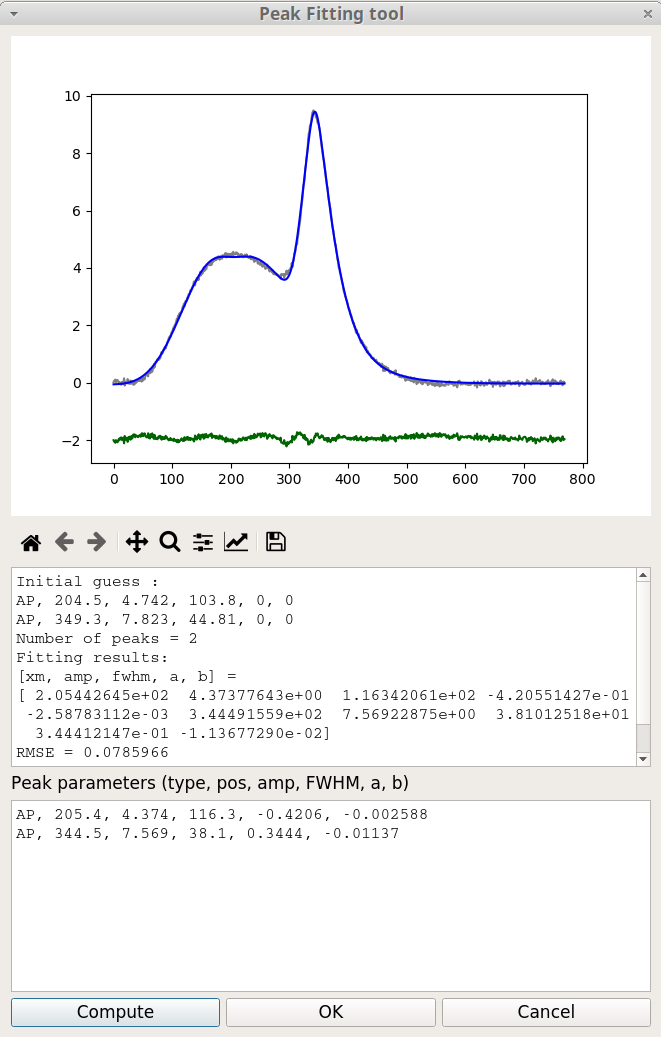 Peak Fitting tool
10
8
6
4
2
0
−2
0 100 200 300 400 500 600 700 800
Initial guess :
AP, 204.5, 4.742, 103.8, 0, 0
AP, 349.3, 7.823, 44.81, 0, 0
Number of peaks = 2
Fitting results:
[xm, amp, fwhm, a, b] =
[ 2.05442645e+02 4.37377643e+00 1.16342061e+02 -4.20551427e-01
-2.58783112e-03 3.44491559e+02 7.56922875e+00 3.81012518e+01
3.44412147e-01 -1.13677290e-02]
RMSE = 0.0785966
Peak parameters (type, pos, amp, FWHM, a, b)
AP, 205.4, 4.374, 116.3, -0.4206, -0.002588
AP, 344.5, 7.569, 38.1, 0.3444, -0.01137
Compute OK Cancel